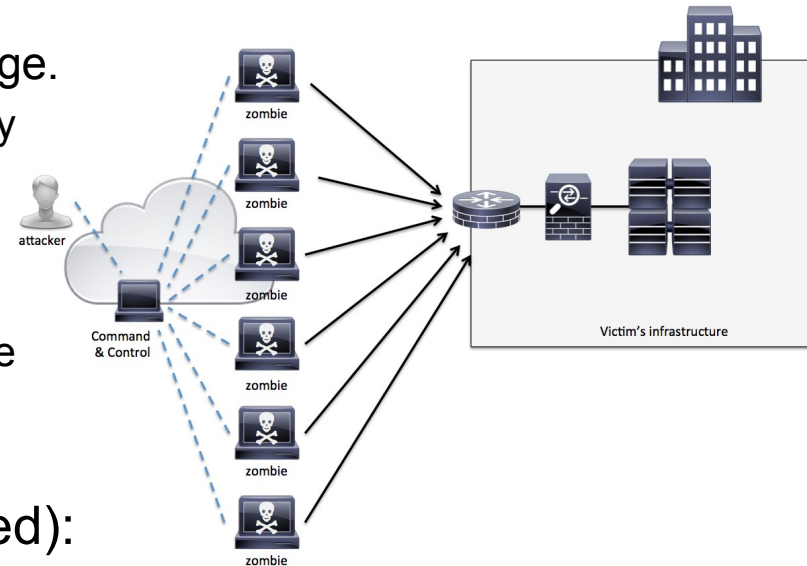 ge.
y
e
ed):
attacker
Command
& Control
zombie
zombie
zombie
zombie
zombie
zombie
Victim's infrastructure